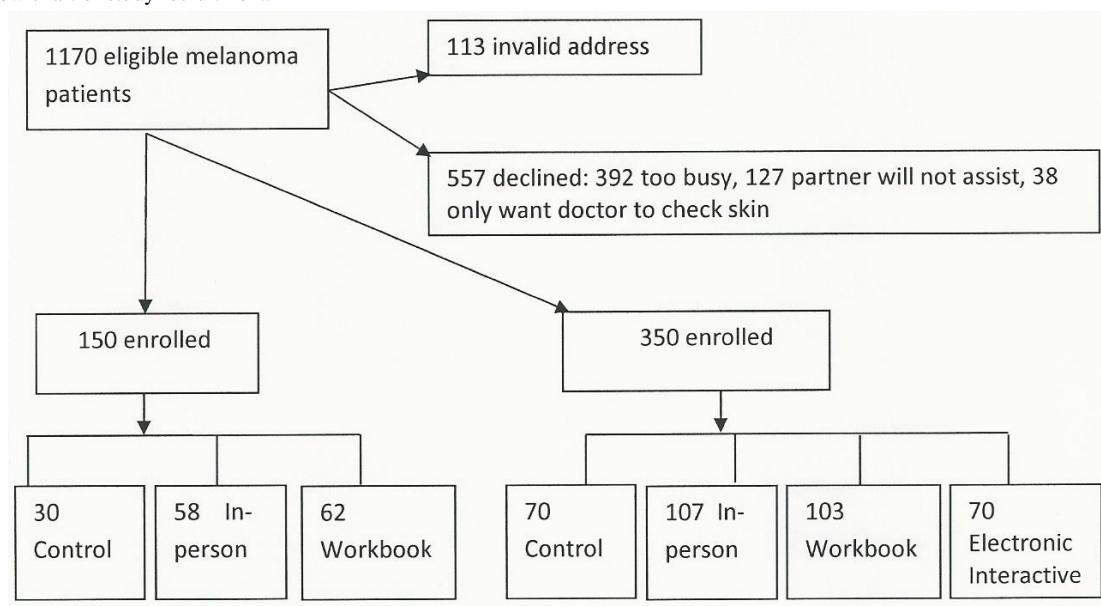 1170 eligible melanoma
patients
113 invalid address
557 declined: 392 too busy, 127 partner will not assist, 38
only want doctor to check skin
150 enrolled
350 enrolled
30
Control
58 In-
person
62
Workbook
70
Control
107 In-
person
103
Workbook
70
Electronic
Interactive